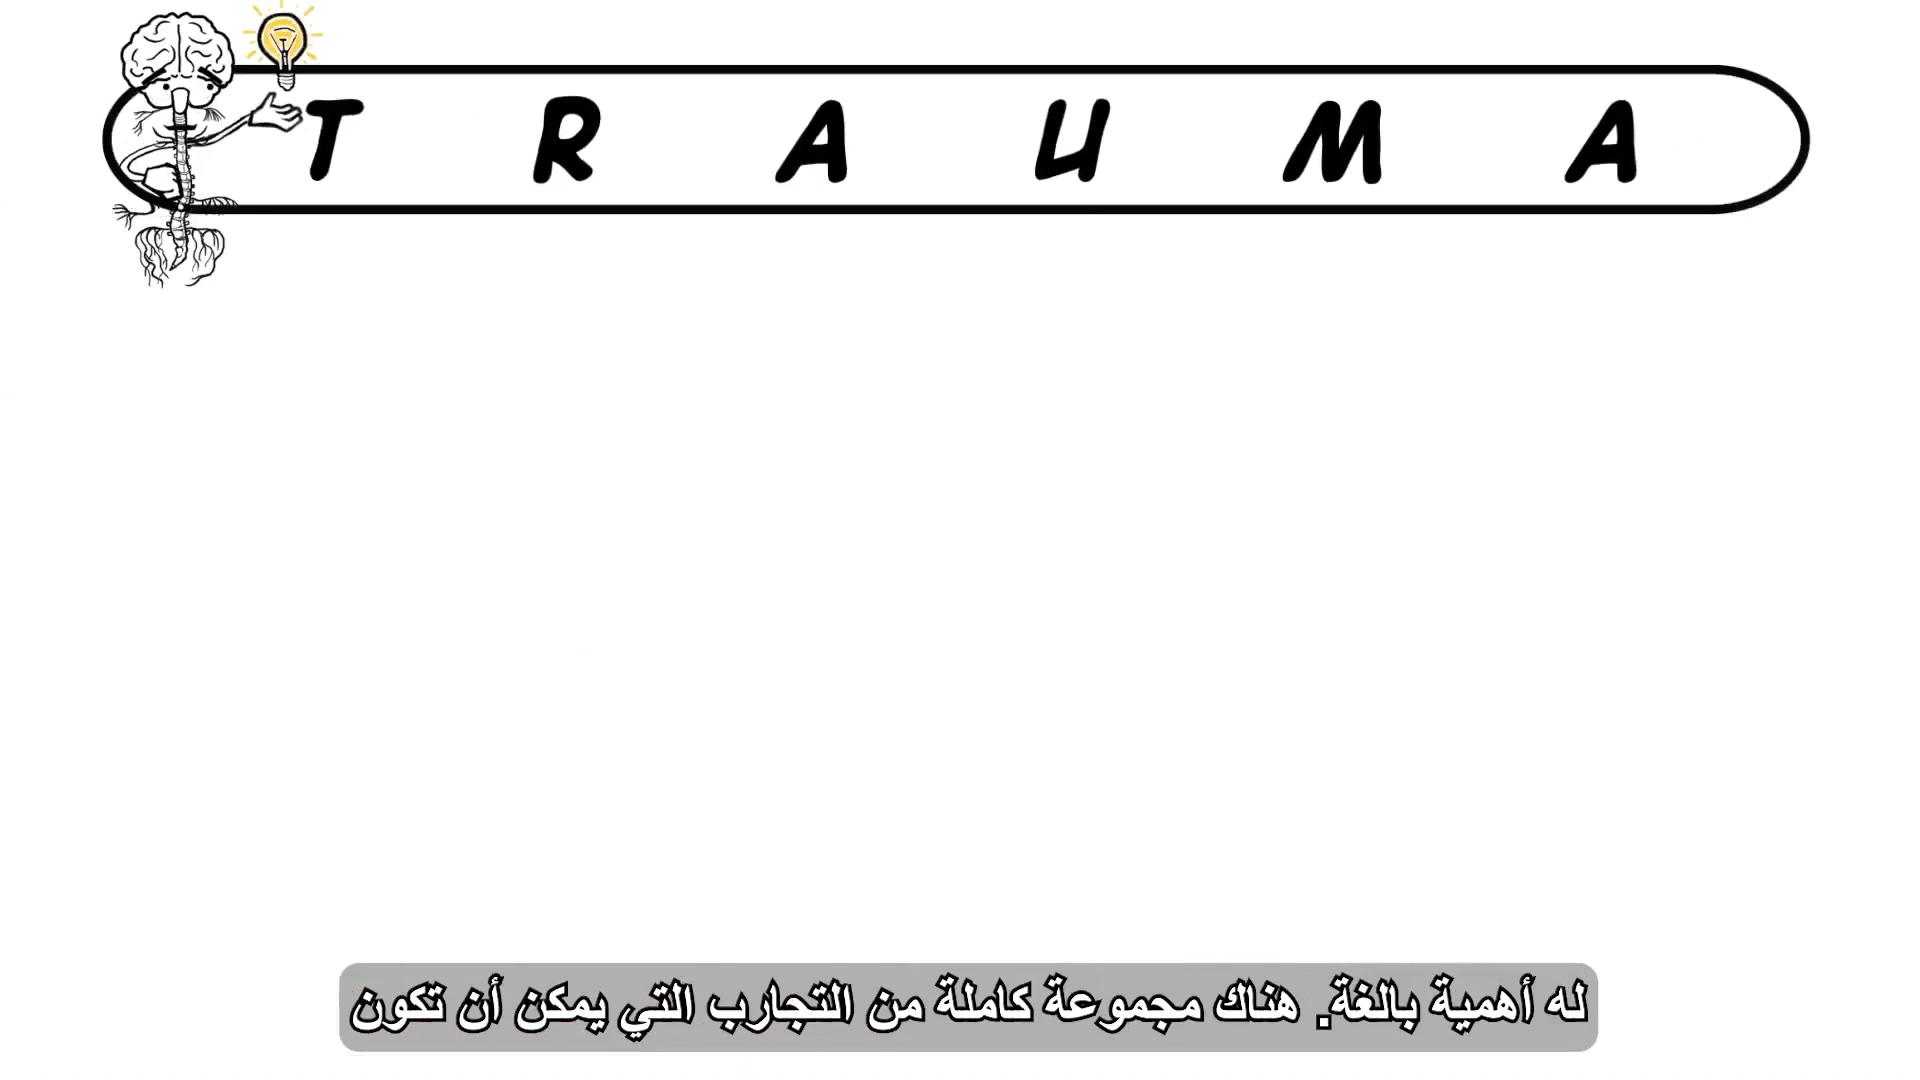 T R A U M A
له أهمية بالغة. هناك مجموعة كاملة من التجارب التي يمكن أن تكون